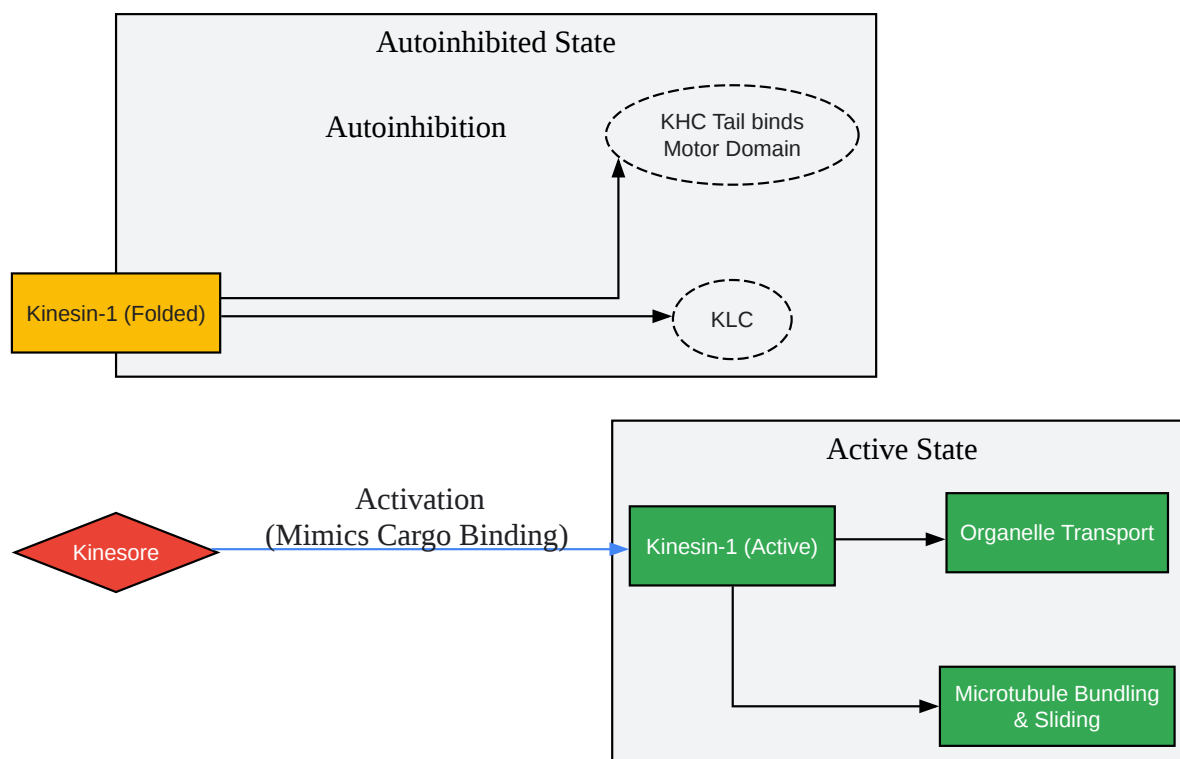 Autoinhibited State
Autoinhibition
KHC Tail binds
Motor Domain
Kinesin-1 (Folded)
KLC
Active State
Activation
(Mimics Cargo Binding)
Kinesore
Kinesin-1 (Active)
Organelle Transport
Microtubule Bundling
& Sliding